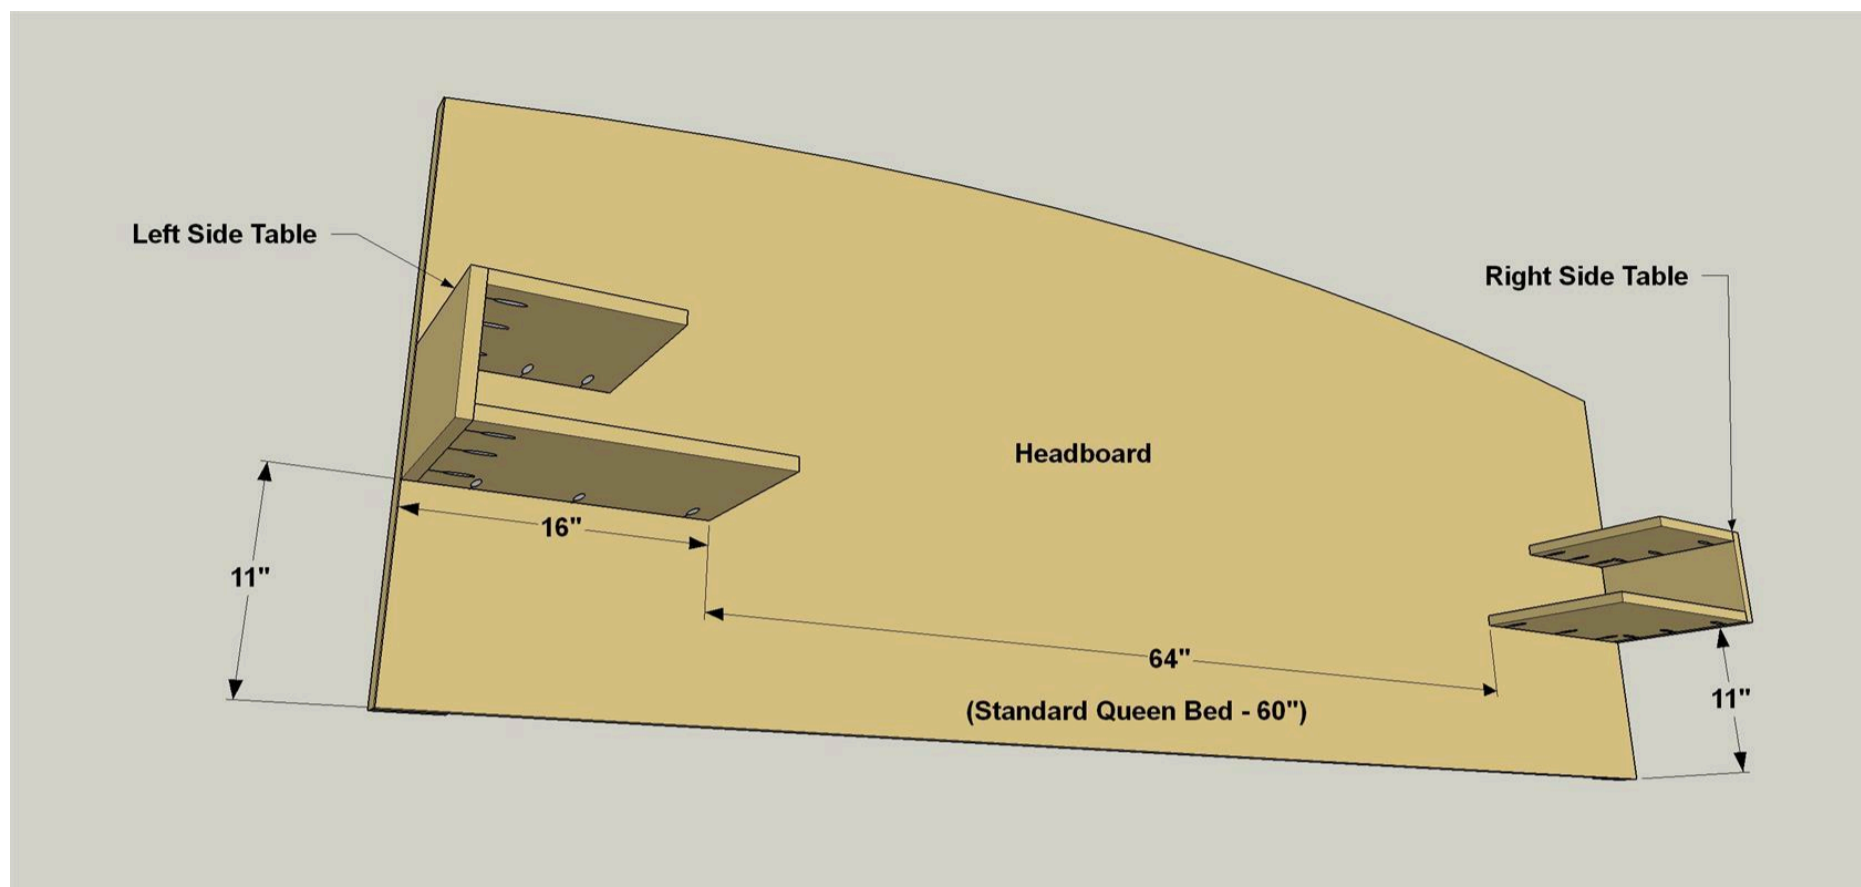 Left Side Table
Right Side Table
Headboard
16"
11"
64"
(Standard Queen Bed - 60")
11"